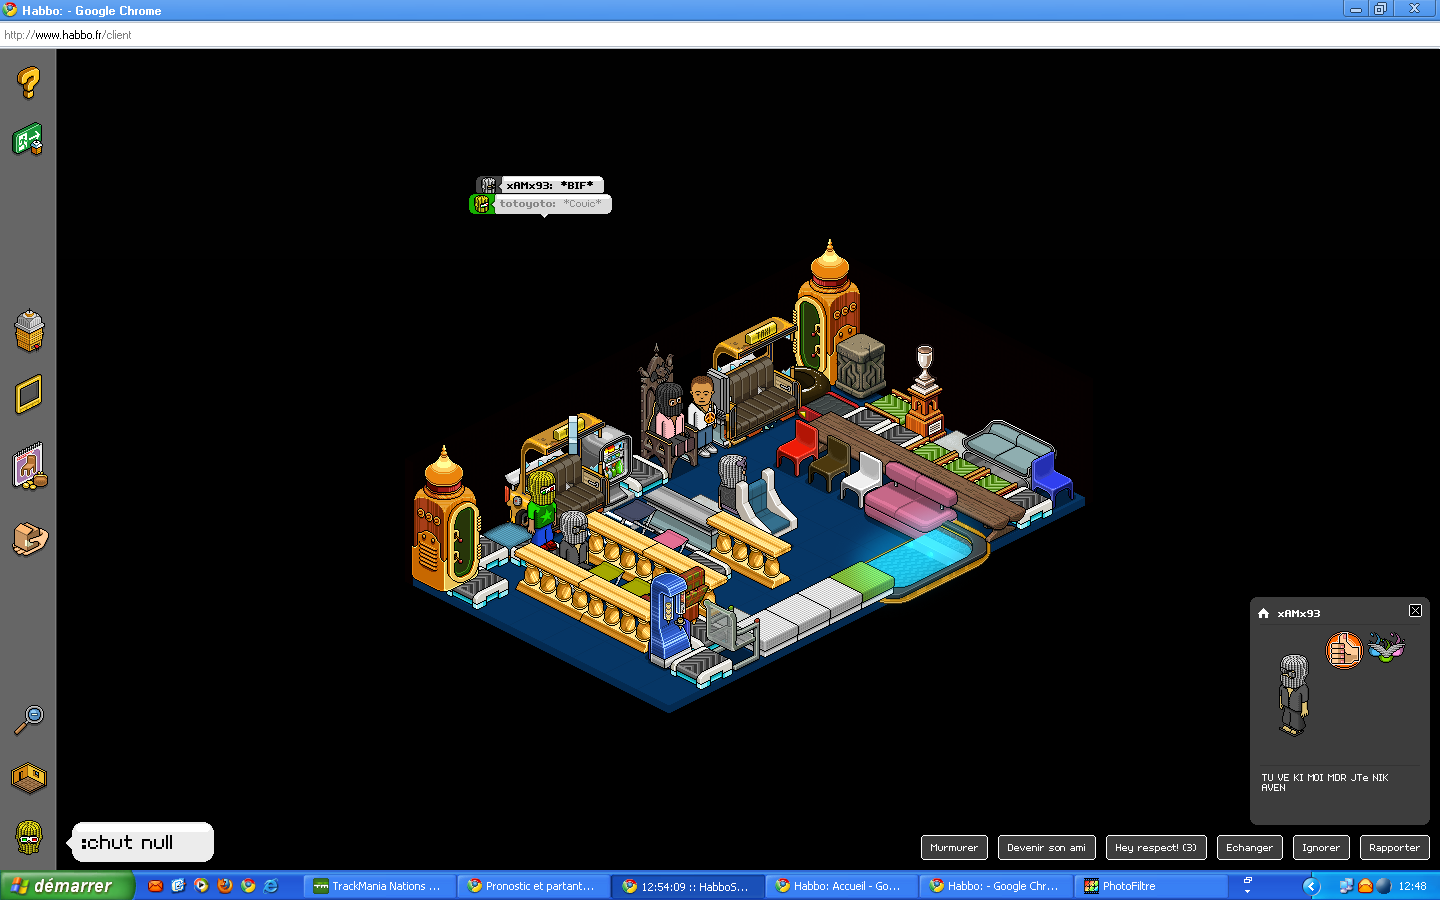 Habbo: - Google Chrome
http://www.habbo.fr/client
xAMx93: *BIF*
totoyoto: *Couic*
TAXI
xAMx93
TU VE KI MOI MDR JTe NIK
AVEN
:chut null
Murmurer
Devenir son ami
Hey respect! (3)
Echanger
Ignorer
Rapporter
démarrer
TrackMania Nations ...
Pronostic et partant...
12:54:09 :: HabboS...
Habbo: Accueil - Go...
Habbo: - Google Chr...
PhotoFiltre
12:48